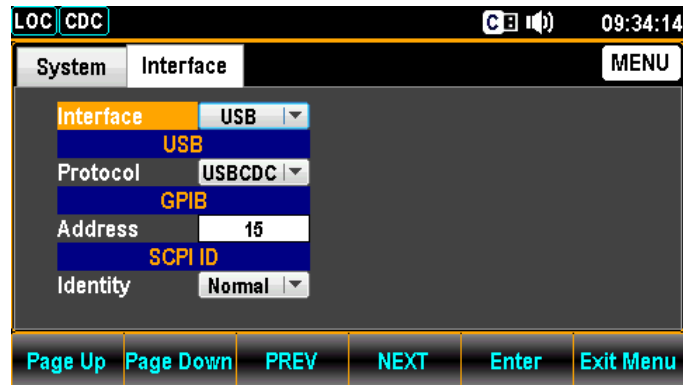 LOC CDC C 09:34:14
System Interface MENU
Interface USB
USB
Protocol USBCDC
GPIB
Address 15
SCPI ID
Identity Normal
Page Up Page Down PREV NEXT Enter Exit Menu